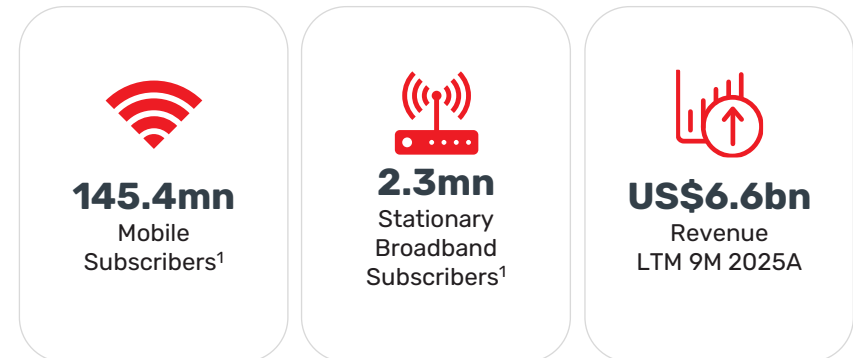 145.4mn
Mobile
Subscribers¹
2.3mn
Stationary
Broadband
Subscribers¹
US$6.6bn
Revenue
LTM 9M 2025A